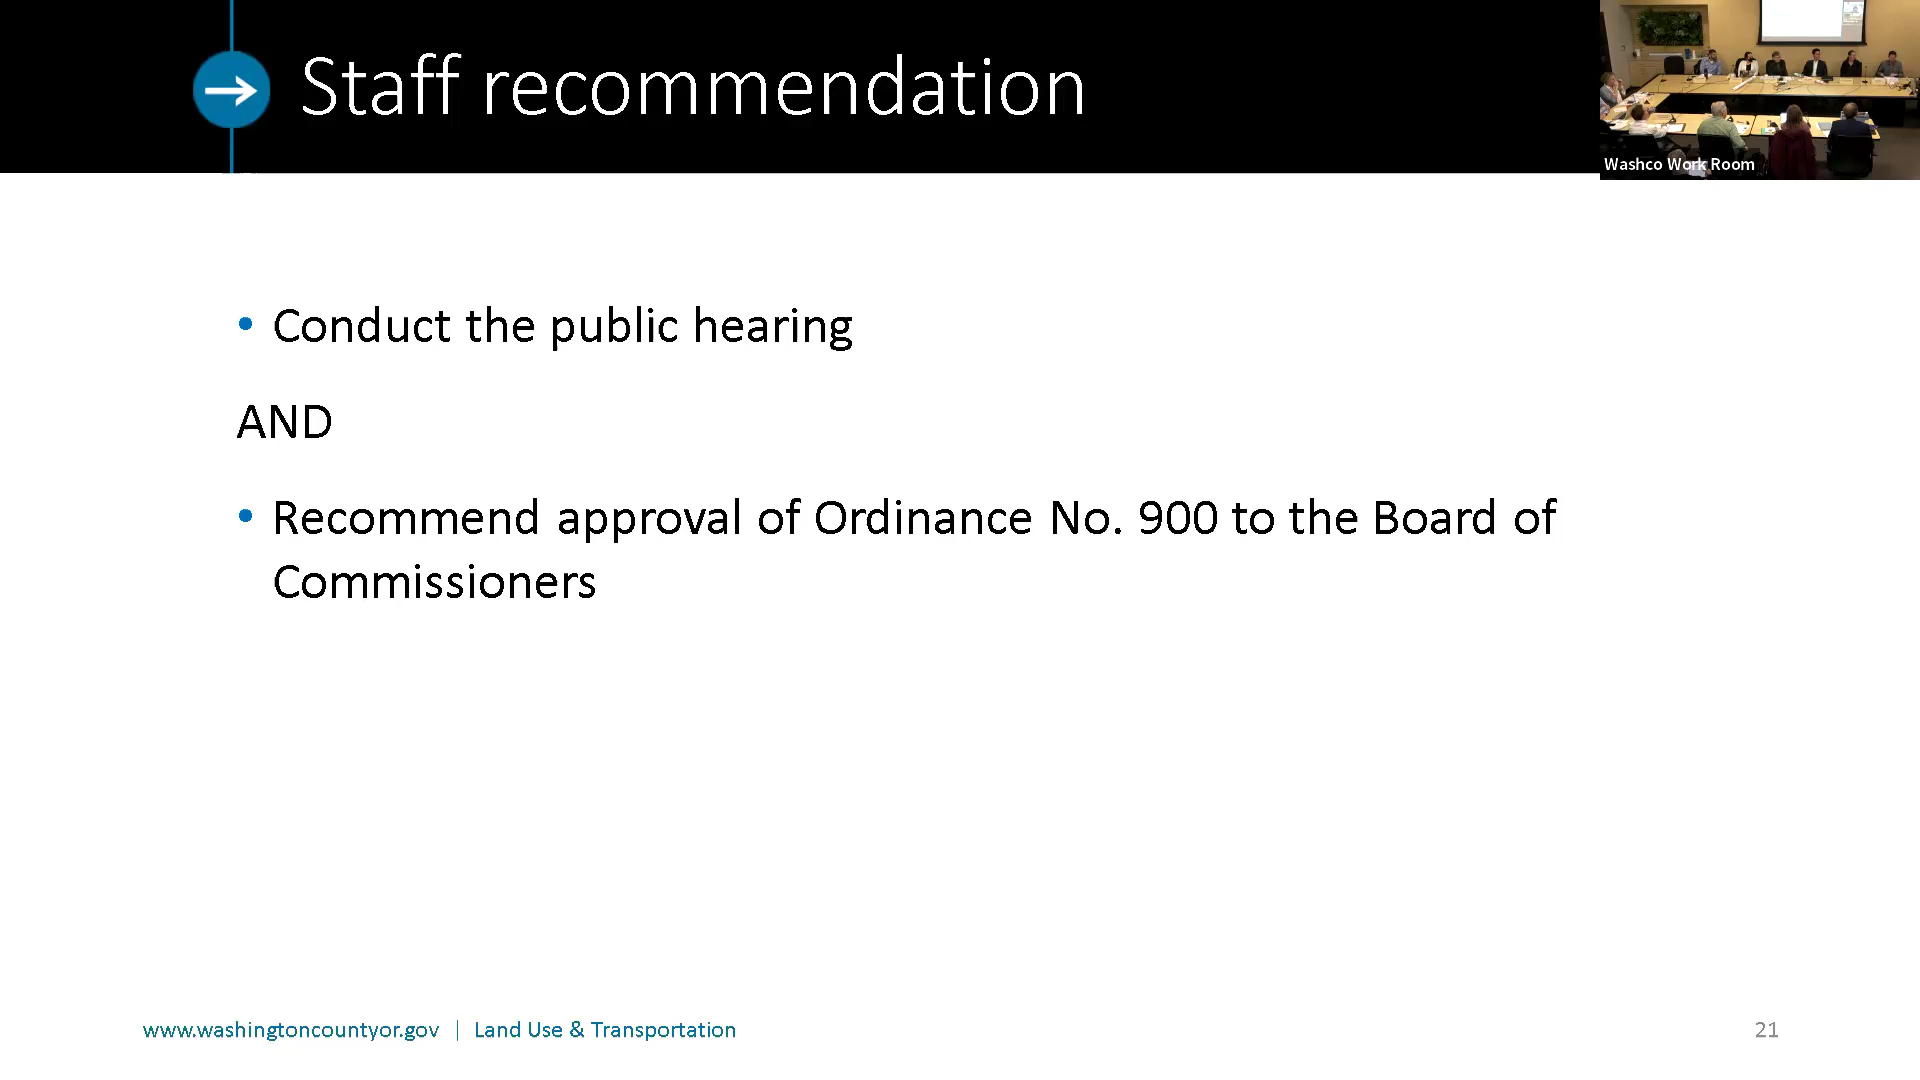 Staff recommendation
Washco Work Room
• Conduct the public hearing
AND
• Recommend approval of Ordinance No. 900 to the Board of
Commissioners
www.washingtoncountyor.gov | Land Use & Transportation
21